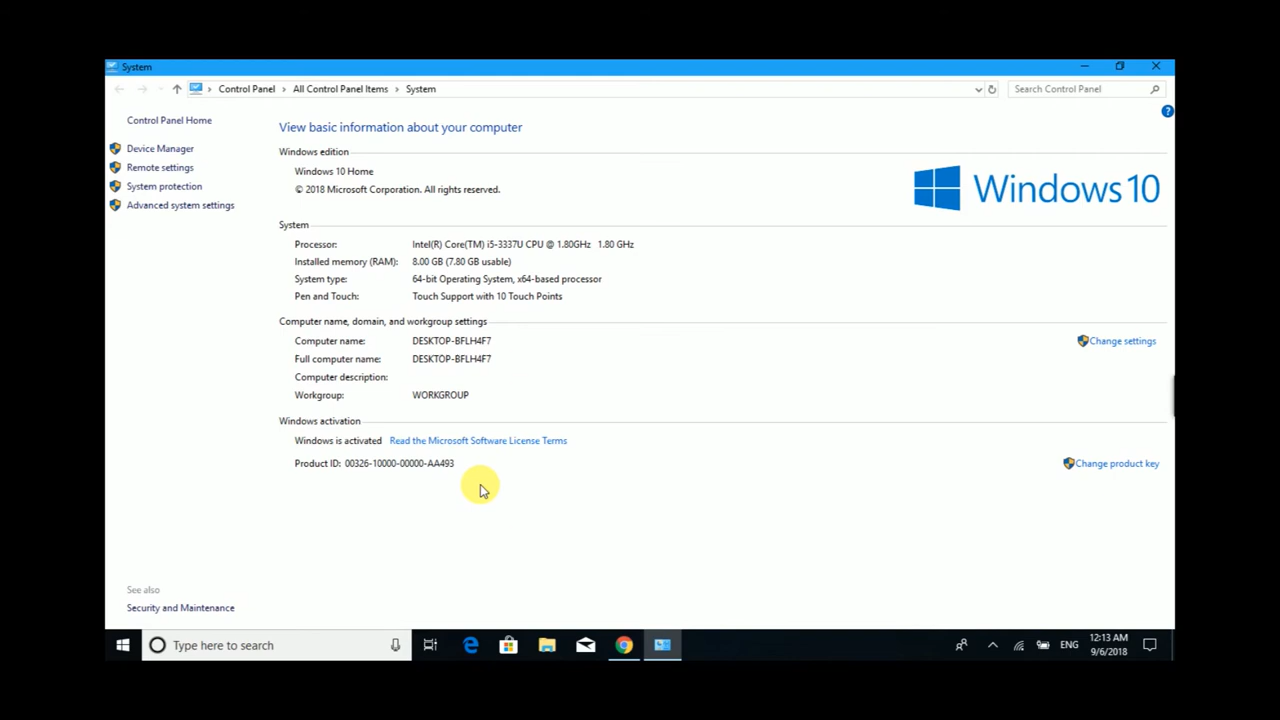 System
Control Panel > All Control Panel Items > System
Search Control Panel
Control Panel Home
Device Manager
Remote settings
System protection
Advanced system settings
View basic information about your computer
Windows edition
Windows 10 Home
© 2018 Microsoft Corporation. All rights reserved.
Windows 10
System
Processor: Intel(R) Core(TM) i5-3337U CPU @ 1.80GHz 1.80 GHz
Installed memory (RAM): 8.00 GB (7.80 GB usable)
System type: 64-bit Operating System, x64-based processor
Pen and Touch: Touch Support with 10 Touch Points
Computer name, domain, and workgroup settings
Computer name: DESKTOP-BFLH4F7 Change settings
Full computer name: DESKTOP-BFLH4F7
Computer description:
Workgroup: WORKGROUP
Windows activation
Windows is activated Read the Microsoft Software License Terms
Product ID: 00326-10000-00000-AA493 Change product key
See also
Security and Maintenance
Type here to search
ENG
12:13 AM
9/6/2018